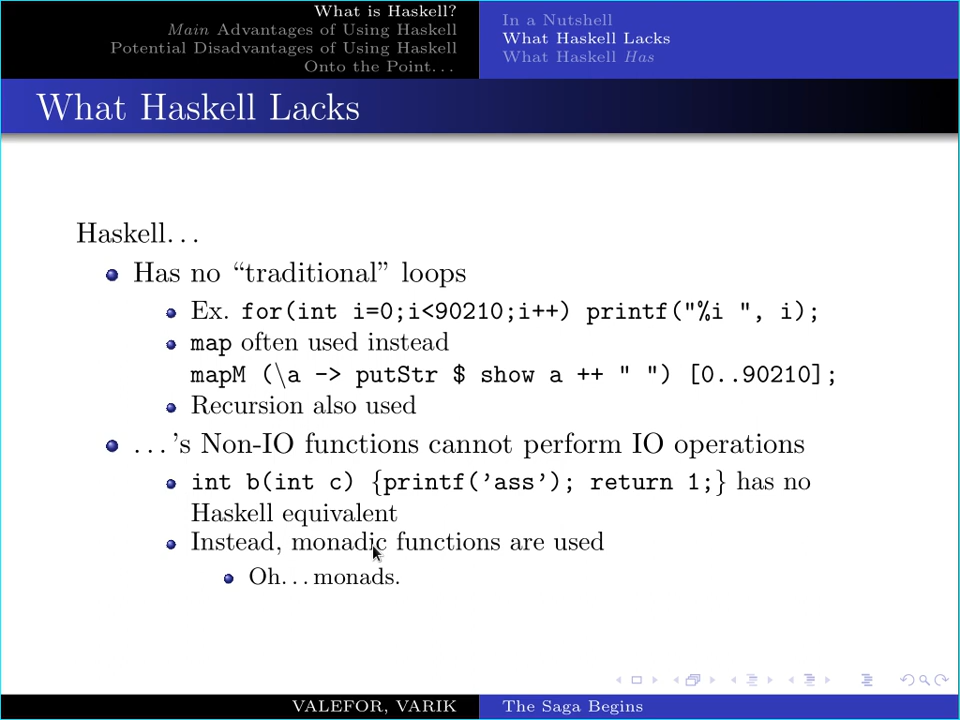 What is Haskell?
Main Advantages of Using Haskell
Potential Disadvantages of Using Haskell
Onto the Point...
In a Nutshell
What Haskell Lacks
What Haskell Has
What Haskell Lacks
Haskell...
Has no “traditional” loops
Ex. for(int i=0;i<90210;i++) printf("%i ", i);
map often used instead
mapM (\a -> putStr $ show a ++ " ") [0..90210];
Recursion also used
...’s Non-IO functions cannot perform IO operations
int b(int c) {printf(’ass’); return 1;} has no
Haskell equivalent
Instead, monadic functions are used
Oh...monads.
VALEFOR, VARIK
The Saga Begins